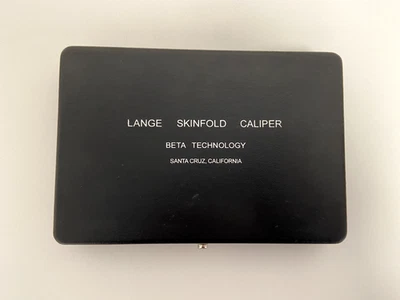 LANGE SKINFOLD CALIPER
BETA TECHNOLOGY
SANTA CRUZ, CALIFORNIA